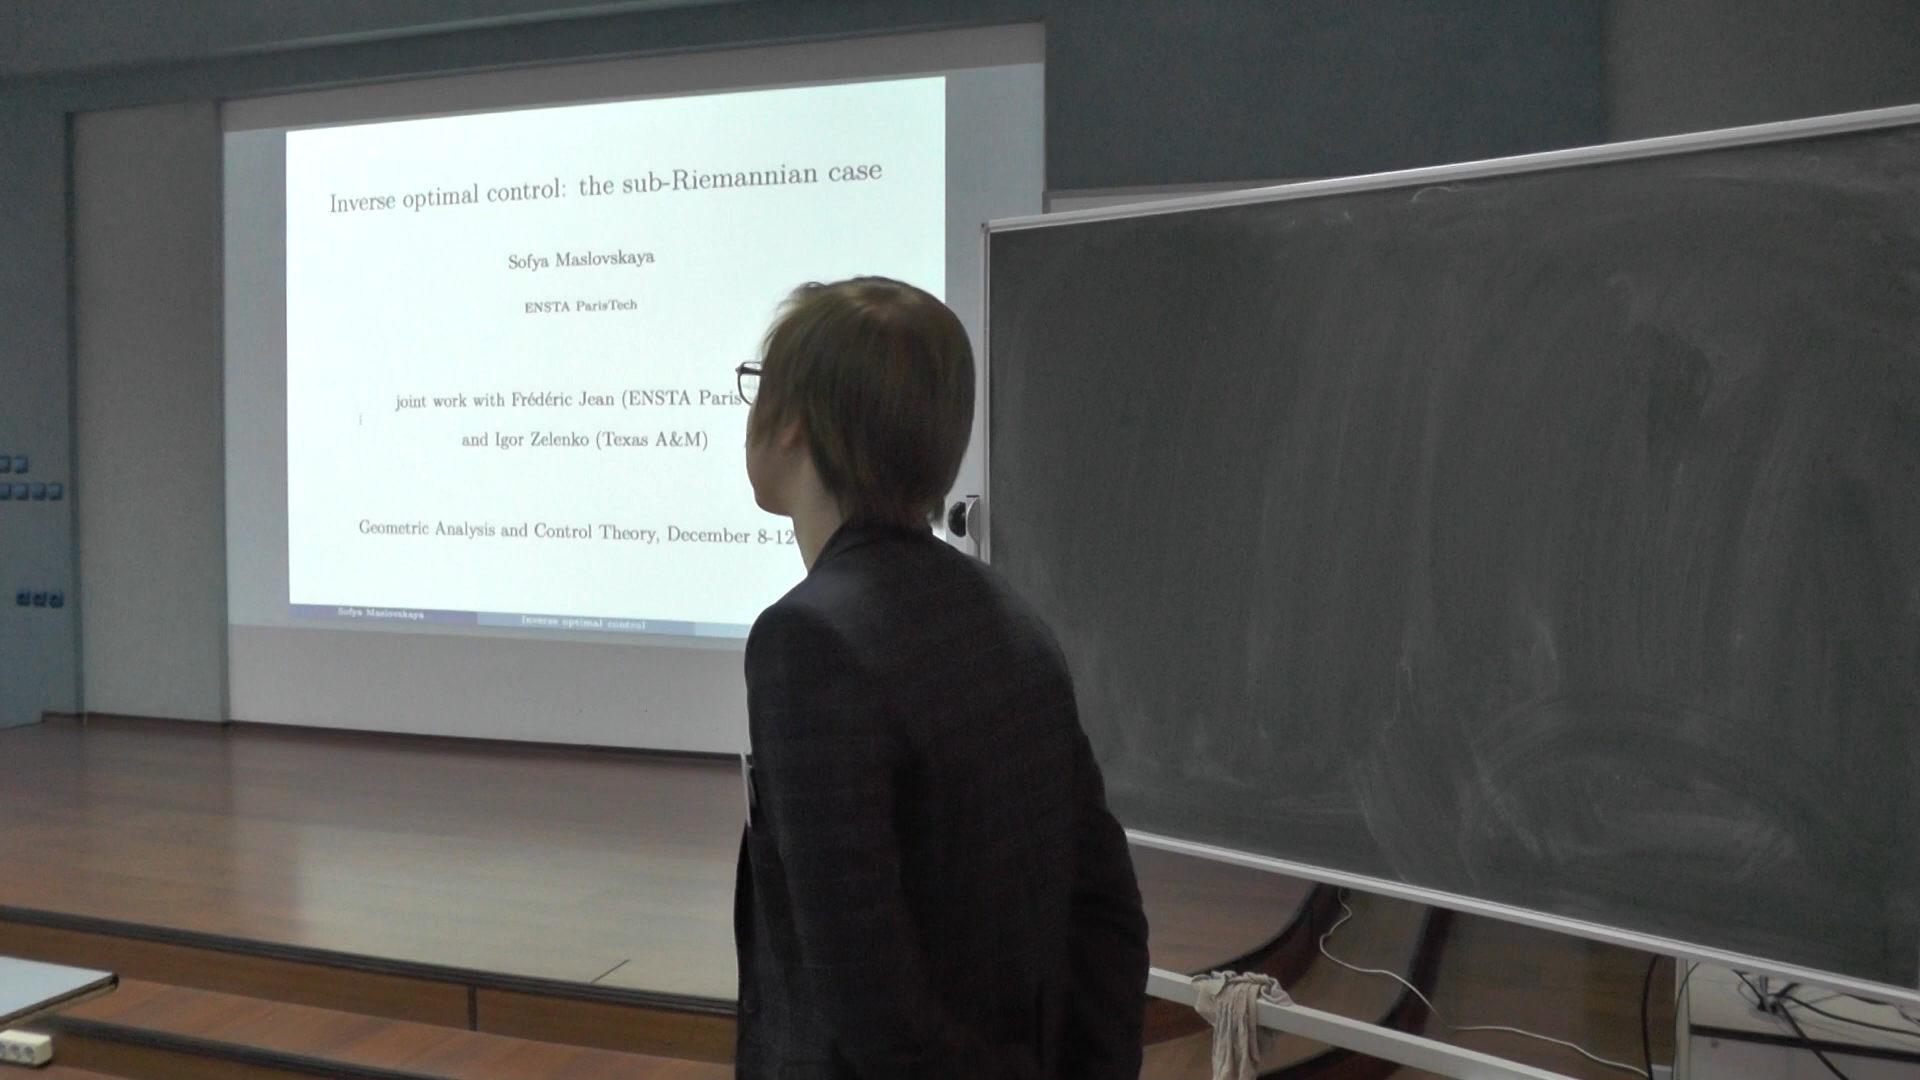 Inverse optimal control: the sub-Riemannian case
Sofya Maslovskaya
ENSTA ParisTech
joint work with Frédéric Jean (ENSTA Paris
and Igor Zelenko (Texas A&M)
Geometric Analysis and Control Theory, December 8-12
Sofya Maslovskaya
Inverse optimal control